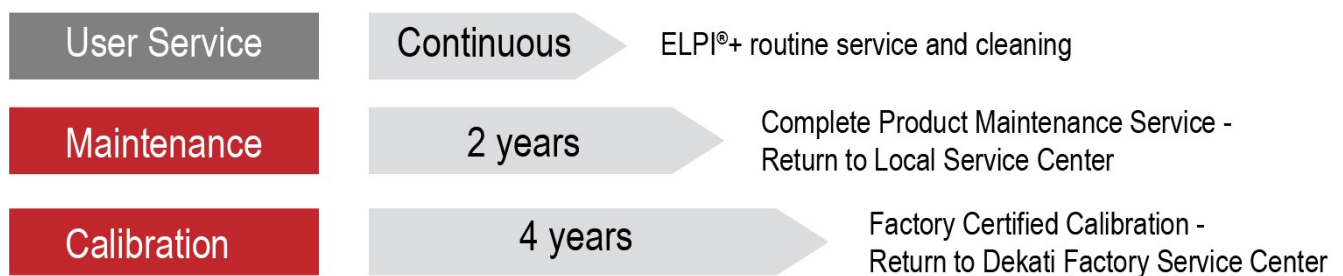 User Service
Continuous
ELPI®+ routine service and cleaning
Maintenance
2 years
Complete Product Maintenance Service -
Return to Local Service Center
Calibration
4 years
Factory Certified Calibration -
Return to Dekati Factory Service Center